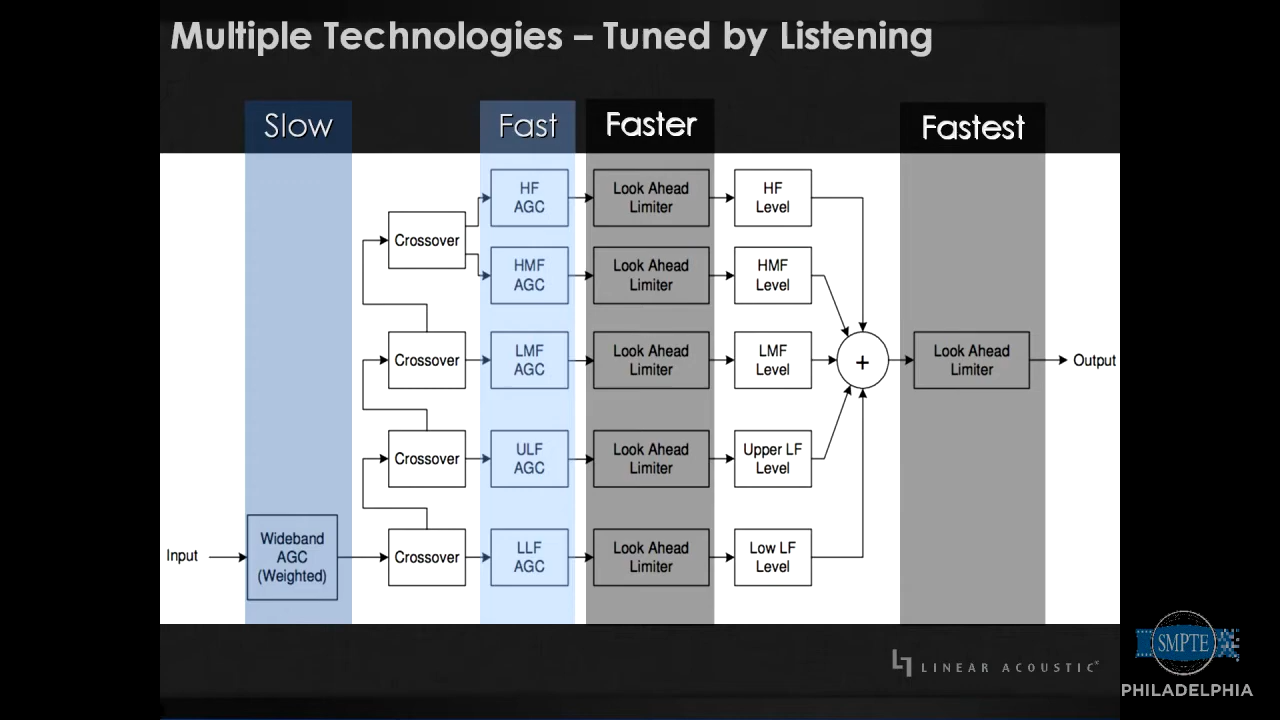 Multiple Technologies – Tuned by Listening
Slow
Fast
Faster
Fastest
HF
AGC
Look Ahead
Limiter
HF
Level
Crossover
HMF
AGC
Look Ahead
Limiter
HMF
Level
Crossover
LMF
AGC
Look Ahead
Limiter
LMF
Level
+
Look Ahead
Limiter
Output
Crossover
ULF
AGC
Look Ahead
Limiter
Upper LF
Level
Input
Wideband
AGC
(Weighted)
Crossover
LLF
AGC
Look Ahead
Limiter
Low LF
Level
LINEAR ACOUSTIC
SMPTE
PHILADELPHIA